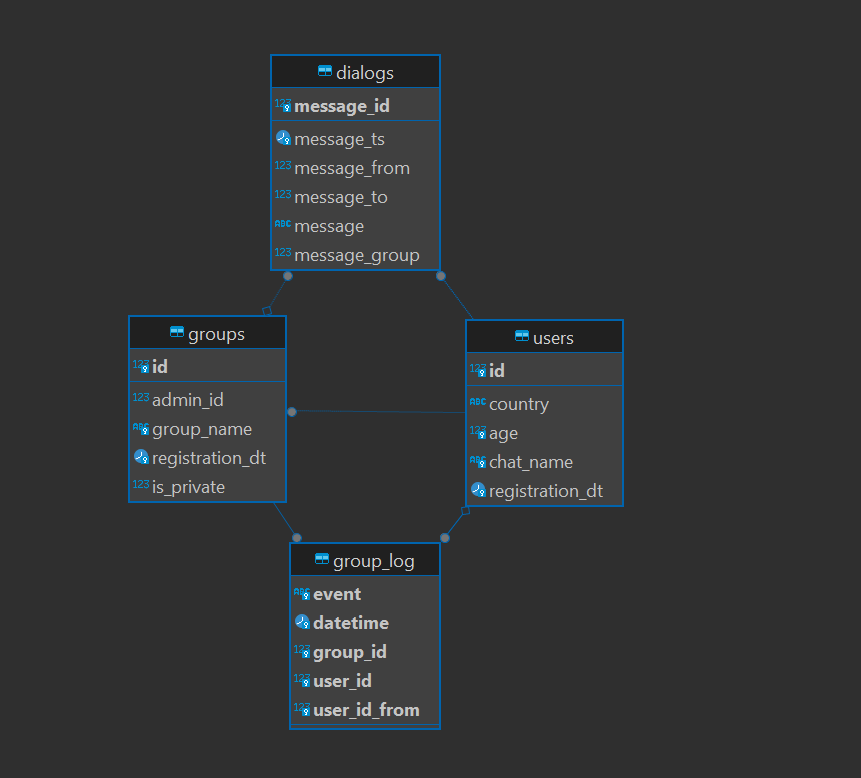 dialogs
123 message_id
message_ts
123 message_from
123 message_to
ABC message
123 message_group
groups
123 id
123 admin_id
ABC group_name
registration_dt
123 is_private
users
123 id
ABC country
123 age
ABC chat_name
registration_dt
group_log
ABC event
datetime
123 group_id
123 user_id
123 user_id_from